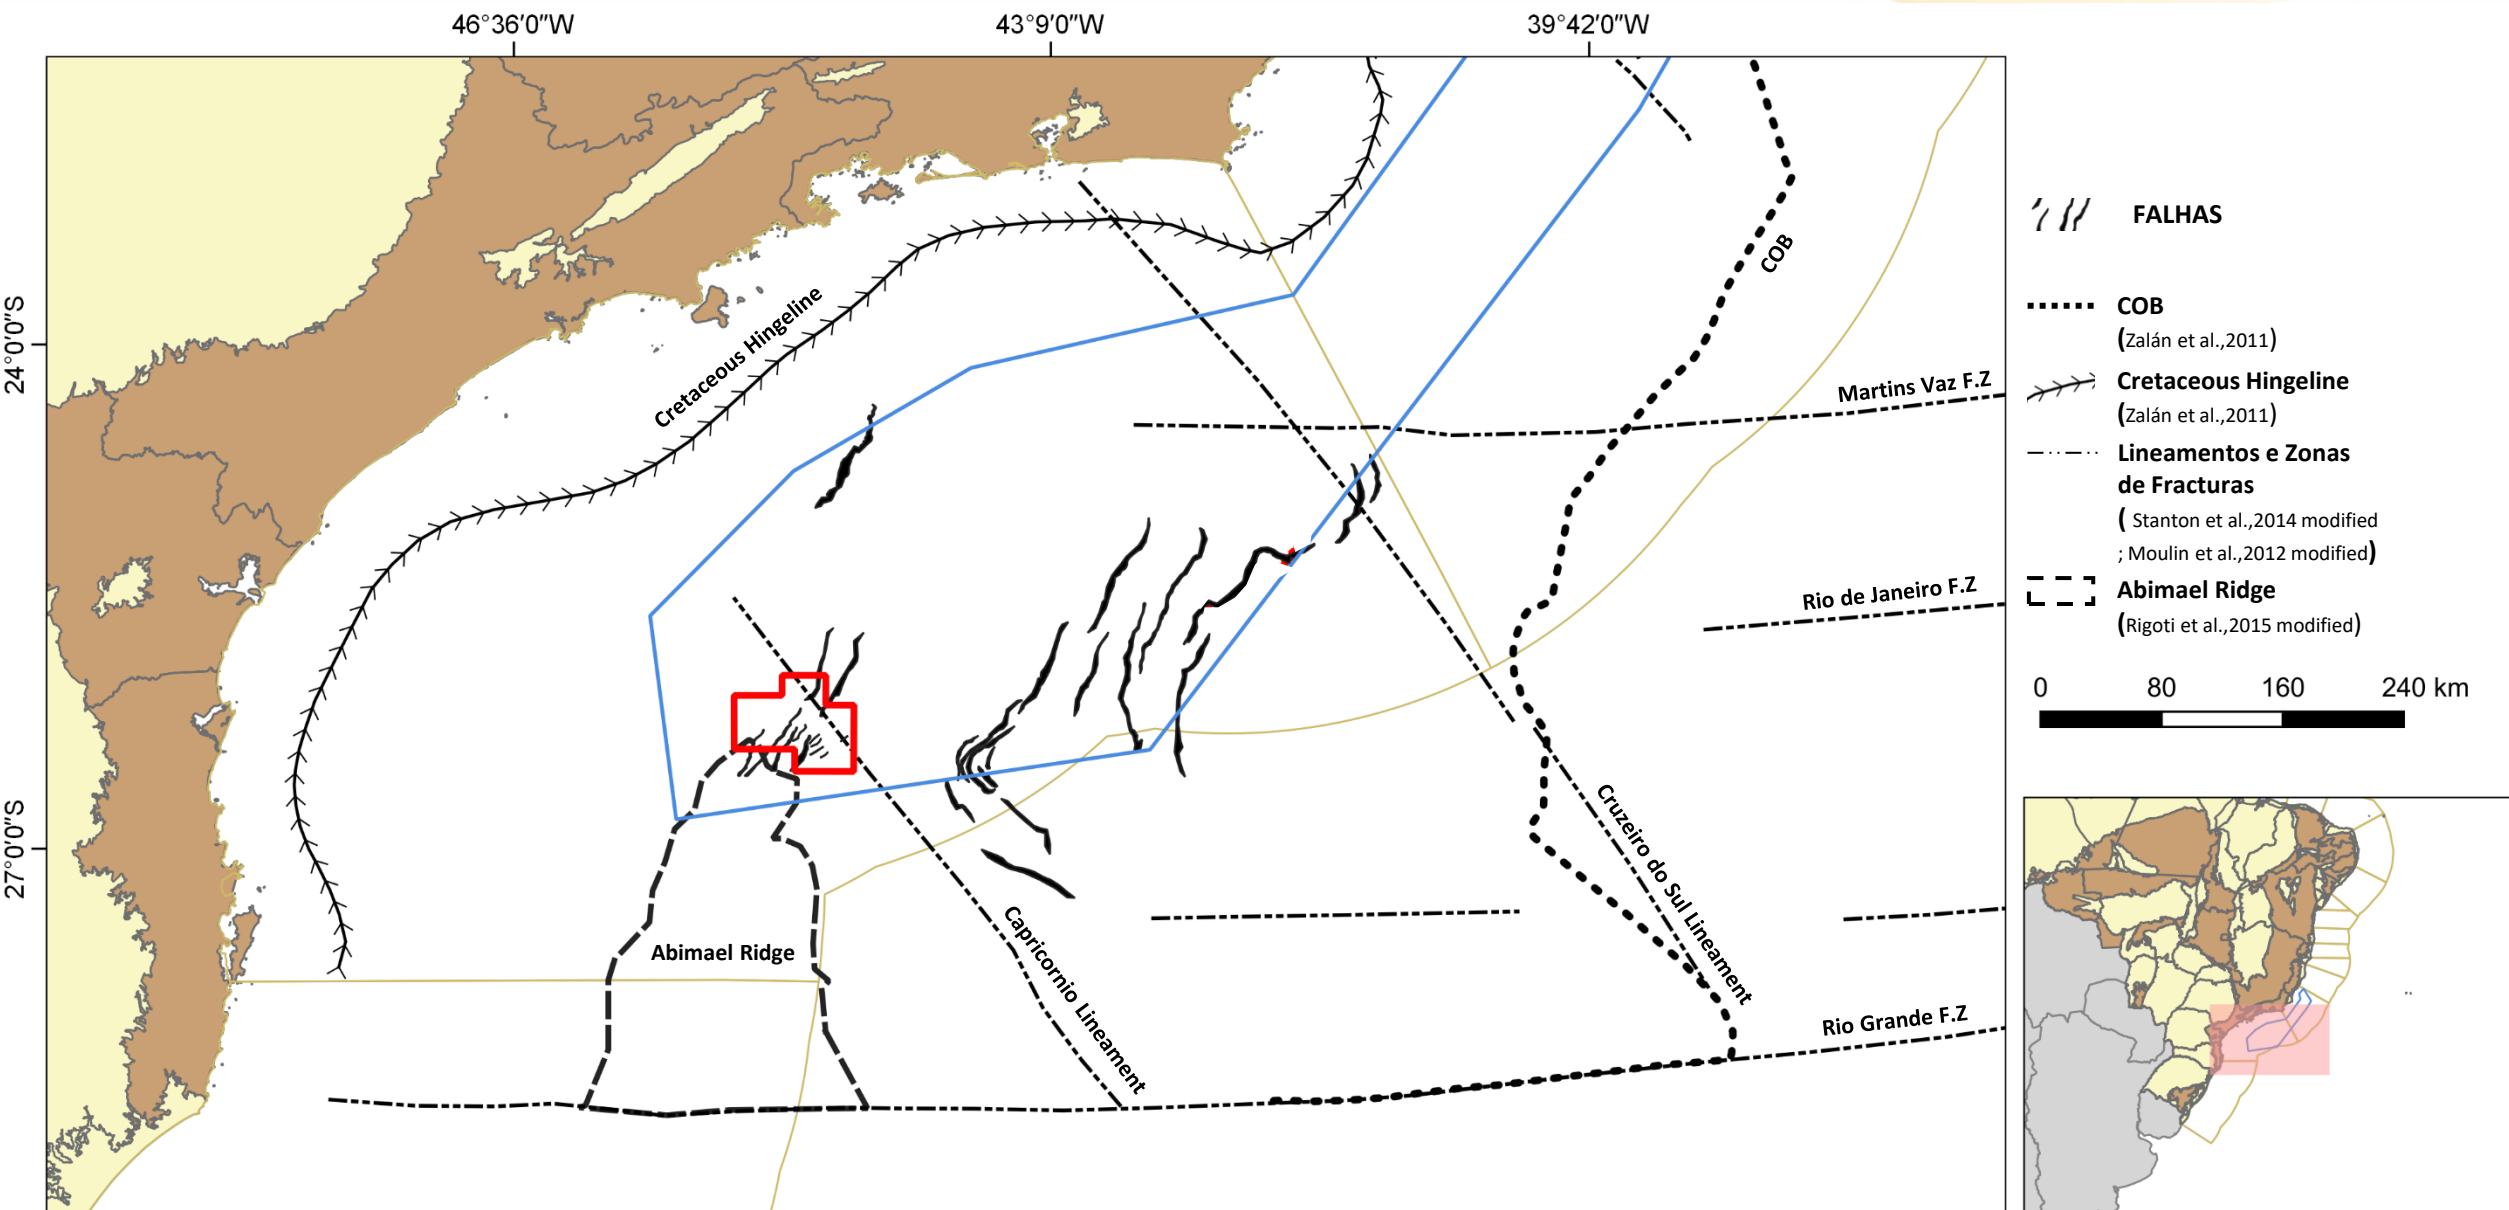 46°36'0"W
43°9'0"W
39°42'0"W
24°0'0"S
27°0'0"S
Cretaceous Hingeline
COB
Martins Vaz F.Z
Rio de Janeiro F.Z
Cruzeiro do Sul Lineament
Capricornio Lineament
Abimael Ridge
Rio Grande F.Z
FALHAS
COB
(Zalán et al.,2011)
Cretaceous Hingeline
(Zalán et al.,2011)
Lineamentos e Zonas
de Fracturas
( Stanton et al.,2014 modified
; Moulin et al.,2012 modified)
Abimael Ridge
(Rigoti et al.,2015 modified)
0 80 160 240 km